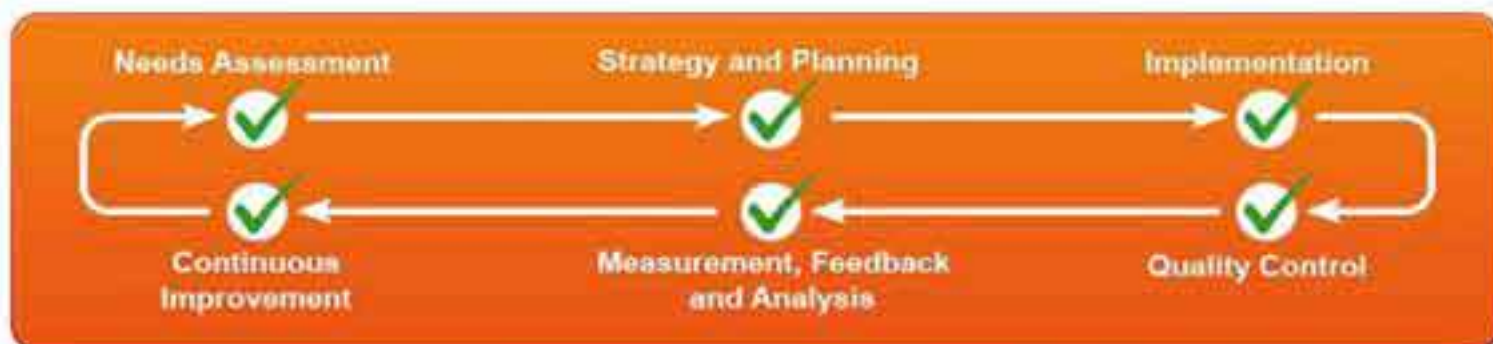 Needs Assessment
Strategy and Planning
Implementation
Continuous
Improvement
Measurement, Feedback
and Analysis
Quality Control